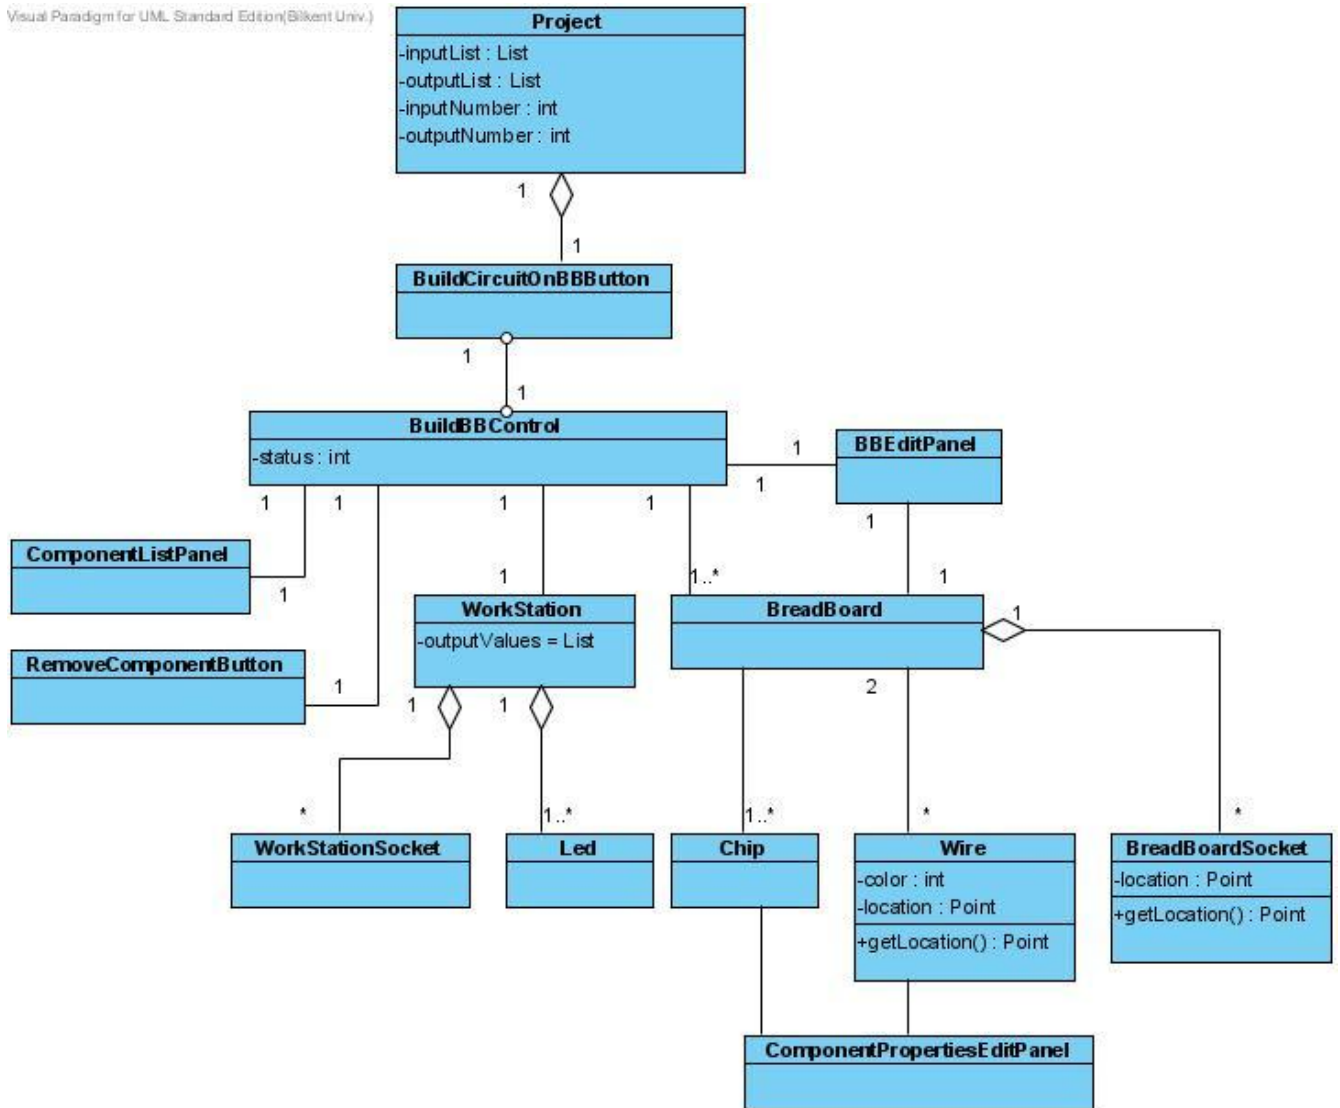 Visual Paradigm for UML Standard Edition(Bilkent Univ.)
Project
-inputList : List
-outputList : List
-inputNumber : int
-outputNumber : int
1
1
BuildCircuitOnBBButton
1
1
BuildBBControl
-status : int
1
1
BBEditPanel
1
1
1
1
1
ComponentListPanel
1
1
1..*
1
WorkStation
-outputValues = List
BreadBoard
1
RemoveComponentButton
1
1
1
2
*
1..*
1..*
*
*
WorkStationSocket
Led
Chip
Wire
-color : int
-location : Point
+getLocation() : Point
BreadBoardSocket
-location : Point
+getLocation() : Point
ComponentPropertiesEditPanel